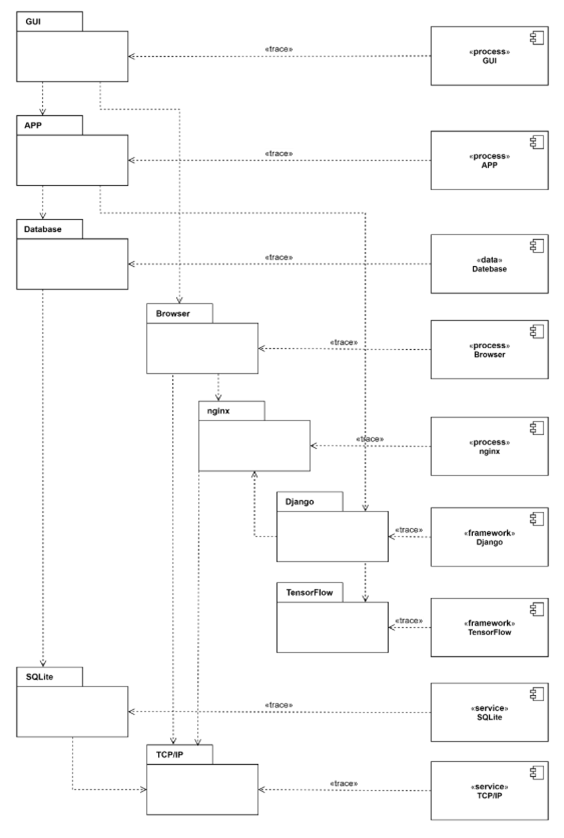 GUI
«trace»
«process»
GUI
APP
«trace»
«process»
APP
Database
«trace»
«data»
Datebase
Browser
«trace»
«process»
Browser
nginx
«trace»
«process»
nginx
Django
«trace»
«framework»
Django
TensorFlow
«trace»
«framework»
TensorFlow
SQLite
«trace»
«service»
SQLite
TCP/IP
«trace»
«service»
TCP/IP